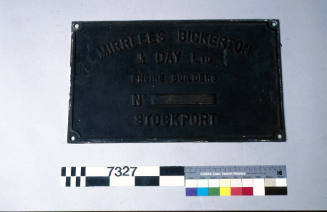 MIRRLEES BICKERTON
& DAY LTD
ENGINE BUILDERS
No
STOCKPORT
7327